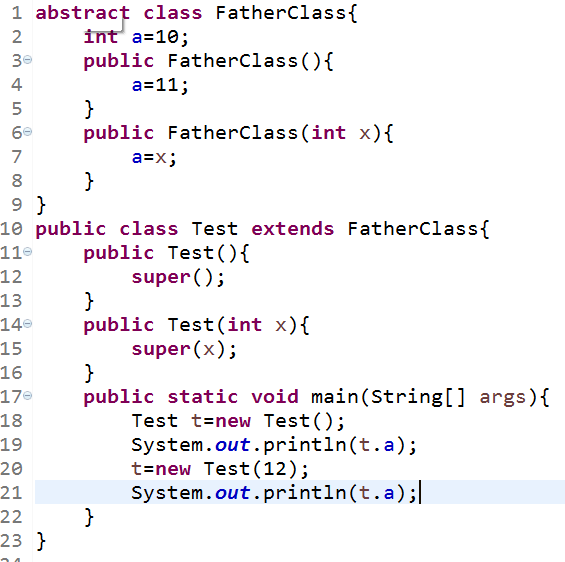 1 abstract class FatherClass{
2     int a=10;
3     public FatherClass(){
4         a=11;
5     }
6     public FatherClass(int x){
7         a=x;
8     }
9 }
10 public class Test extends FatherClass{
11     public Test(){
12         super();
13     }
14     public Test(int x){
15         super(x);
16     }
17     public static void main(String[] args){
18         Test t=new Test();
19         System.out.println(t.a);
20         t=new Test(12);
21         System.out.println(t.a);
22     }
23 }